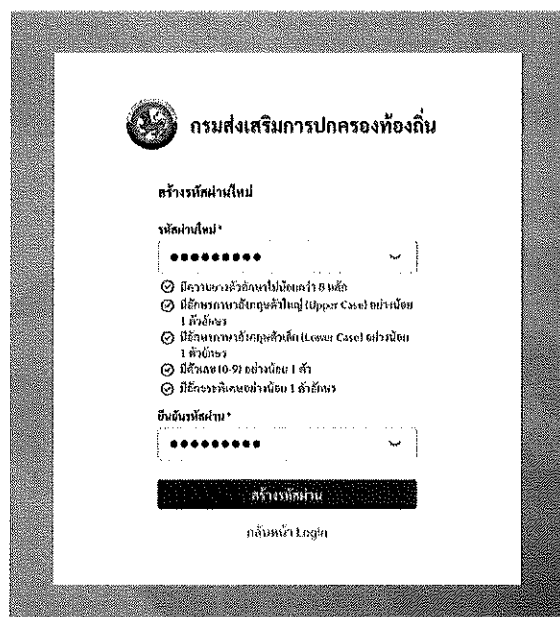 กรมส่งเสริมการปกครองท้องถิ่น
สร้างรหัสผ่านใหม่
รหัสผ่านใหม่ *
มีความยาวตัวอักษรไม่น้อยกว่า 8 หลัก
มีอักษรภาษาอังกฤษตัวใหญ่ (Upper Case) อย่างน้อย
1 ตัวอักษร
มีอักษรภาษาอังกฤษตัวเล็ก (Lower Case) อย่างน้อย
1 ตัวอักษร
มีตัวเลข (0-9) อย่างน้อย 1 ตัว
มีอักขระพิเศษอย่างน้อย 1 ตัวอักษร
ยืนยันรหัสผ่าน *
สร้างรหัสผ่าน
กลับหน้า Login